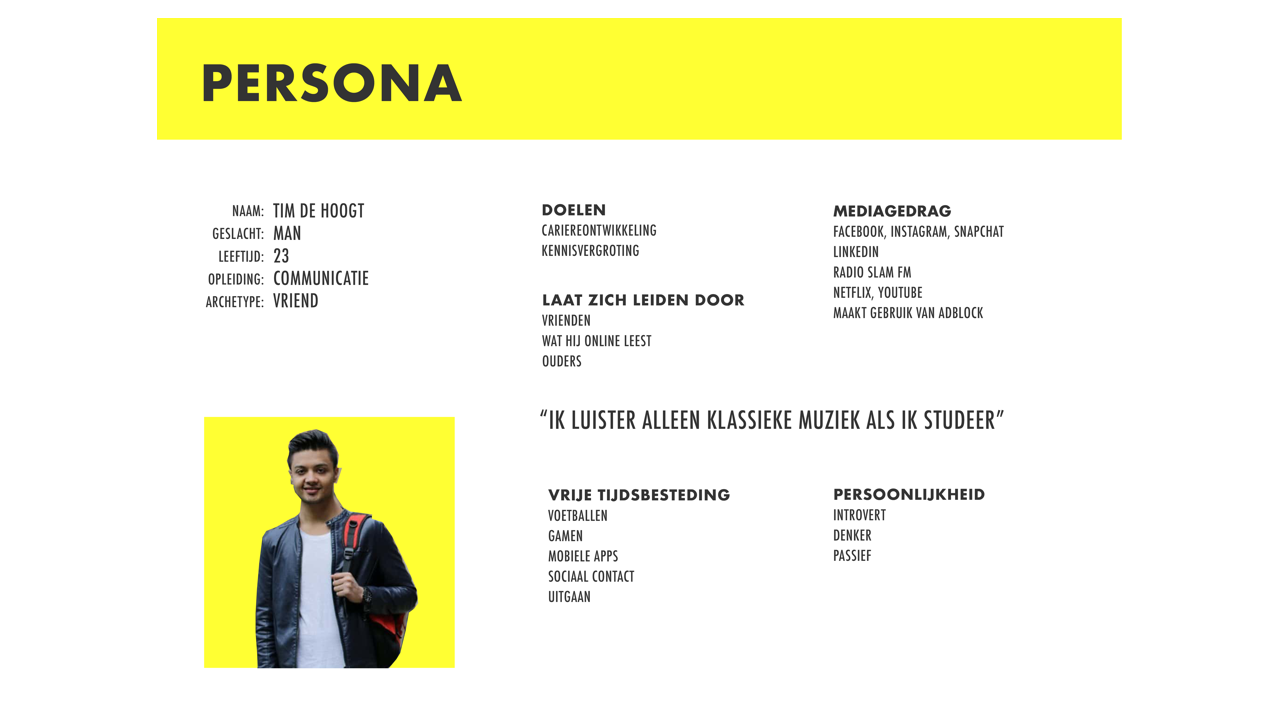 PERSONA
NAAM: TIM DE HOOGT
GESLACHT: MAN
LEEFTIJD: 23
OPLEIDING: COMMUNICATIE
ARCHETYPE: VRIEND
DOELEN
CARIEREONTWIKKELING
KENNISVERGROTING
LAAT ZICH LEIDEN DOOR
VRIENDEN
WAT HIJ ONLINE LEEST
OUDERS
MEDIAGEDRAG
FACEBOOK, INSTAGRAM, SNAPCHAT
LINKEDIN
RADIO SLAM FM
NETFLIX, YOUTUBE
MAAKT GEBRUIK VAN ADBLOCK
“IK LUISTER ALLEEN KLASSIEKE MUZIEK ALS IK STUDEER”
VRIJE TIJDSBESTEDING
VOETBALLEN
GAMEN
MOBIELE APPS
SOCIAAL CONTACT
UITGAAN
PERSOONLIJKHEID
INTROVERT
DENKER
PASSIEF